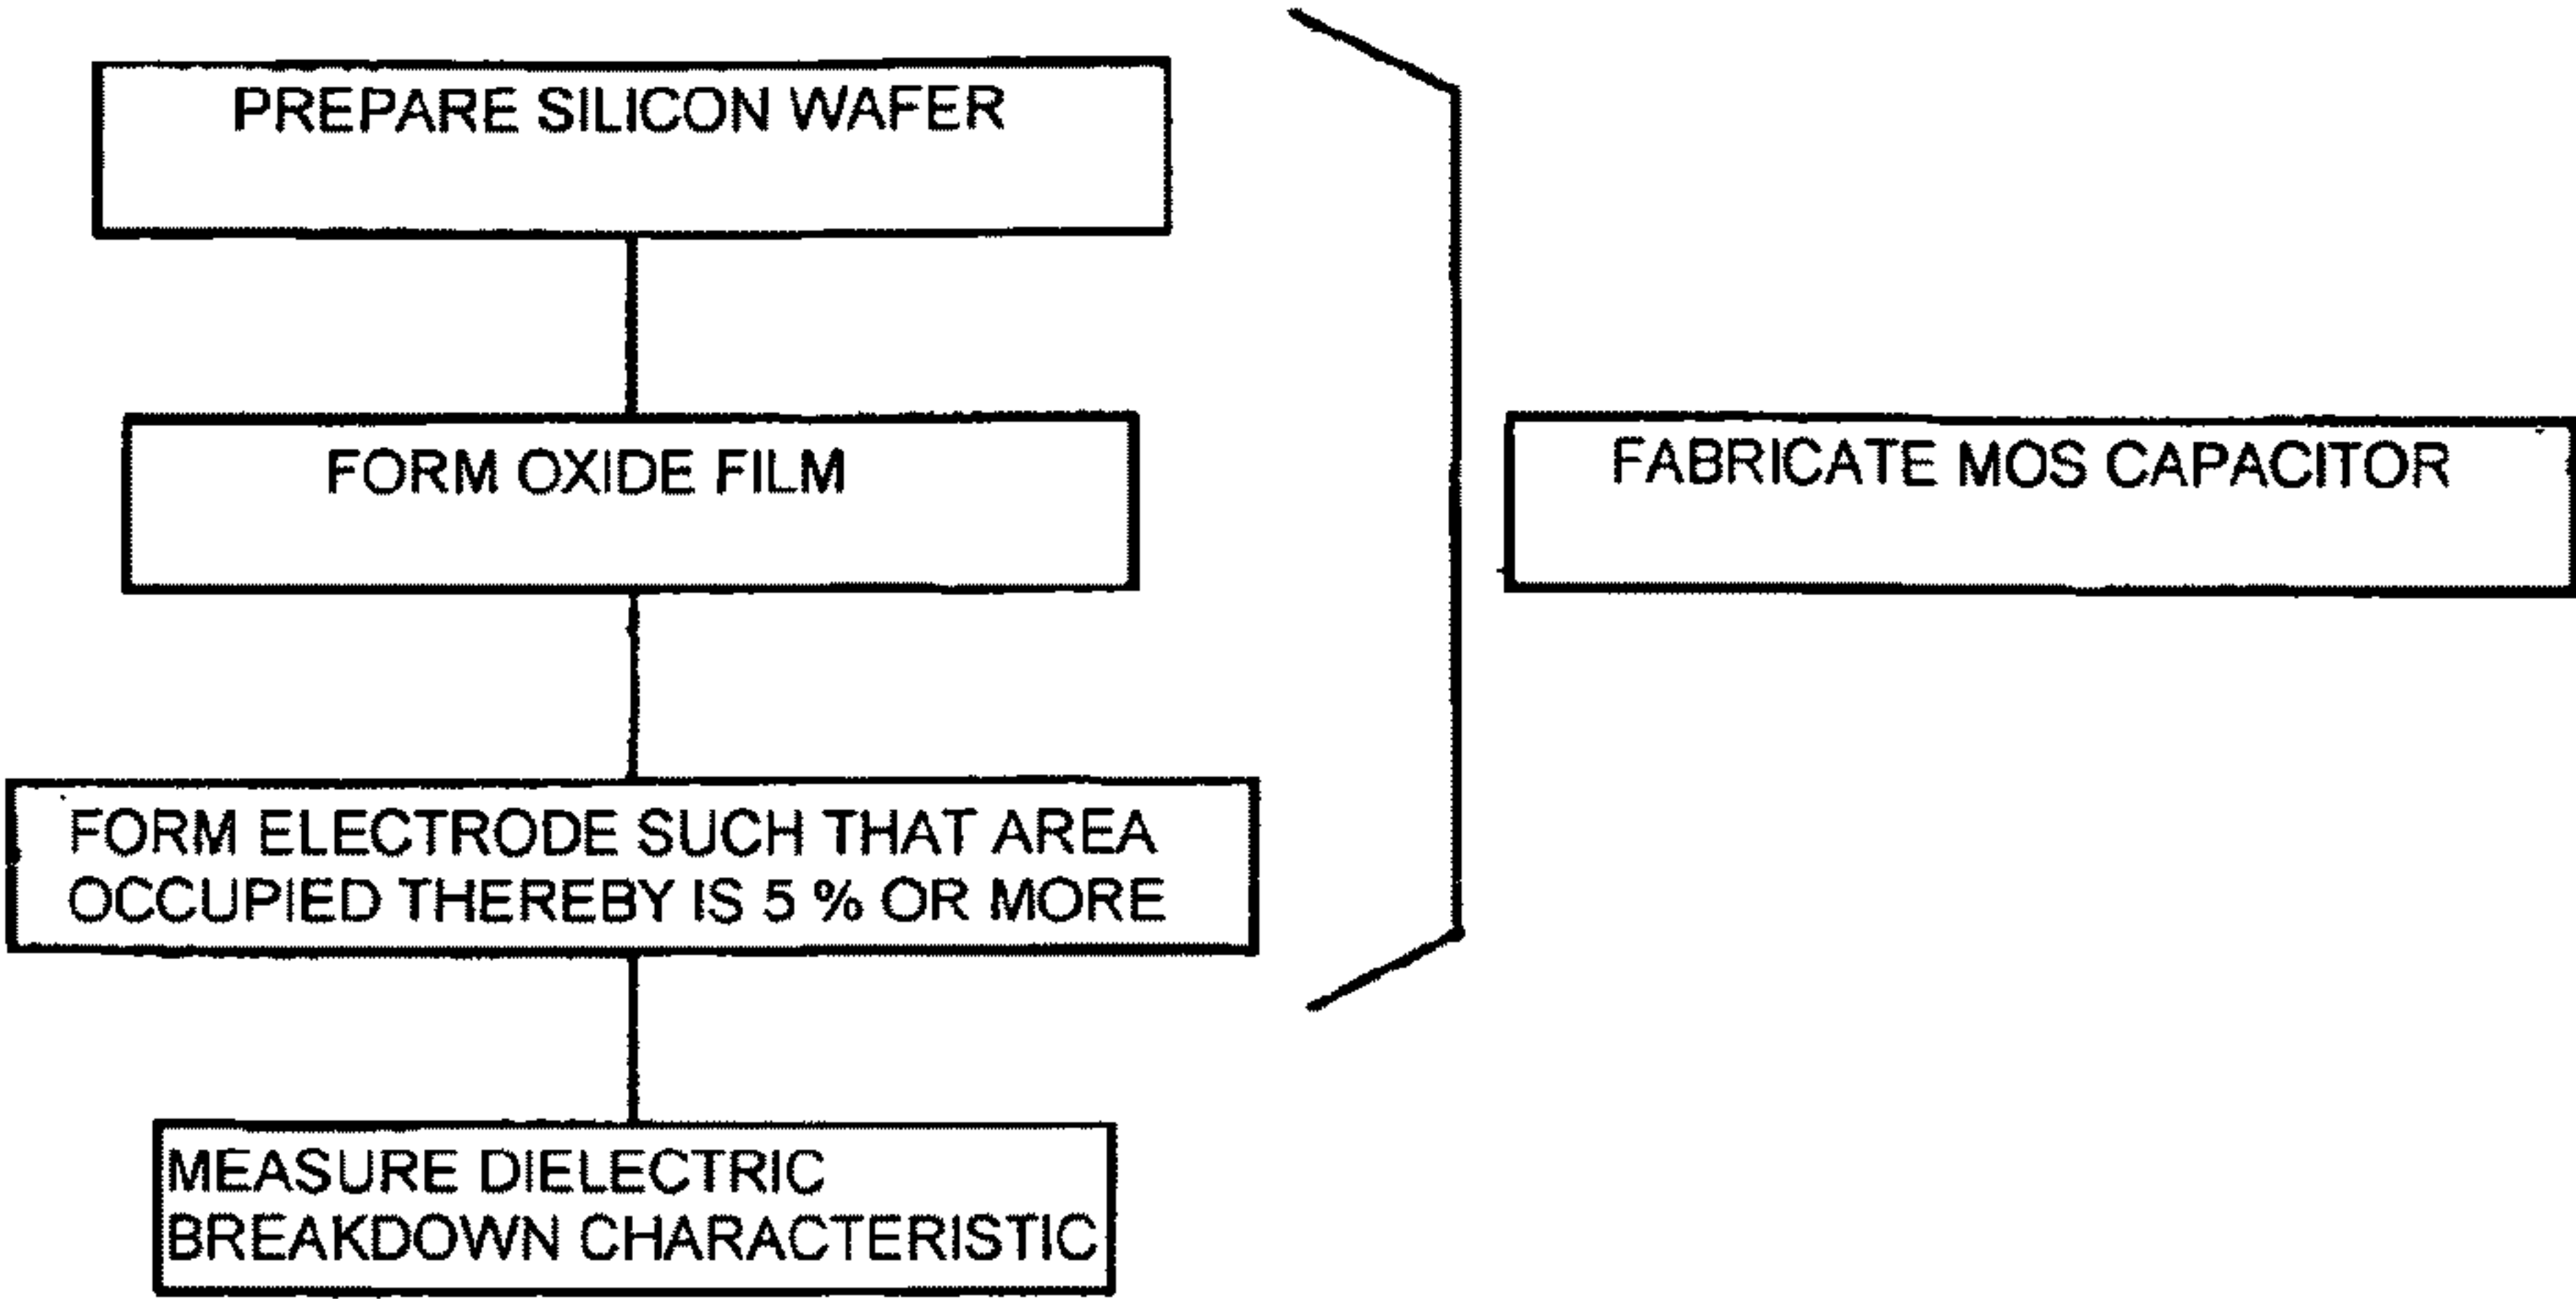 PREPARE SILICON WAFER
FORM OXIDE FILM
FABRICATE MOS CAPACITOR
FORM ELECTRODE SUCH THAT AREA
OCCUPIED THEREBY IS 5 % OR MORE
MEASURE DIELECTRIC
BREAKDOWN CHARACTERISTIC